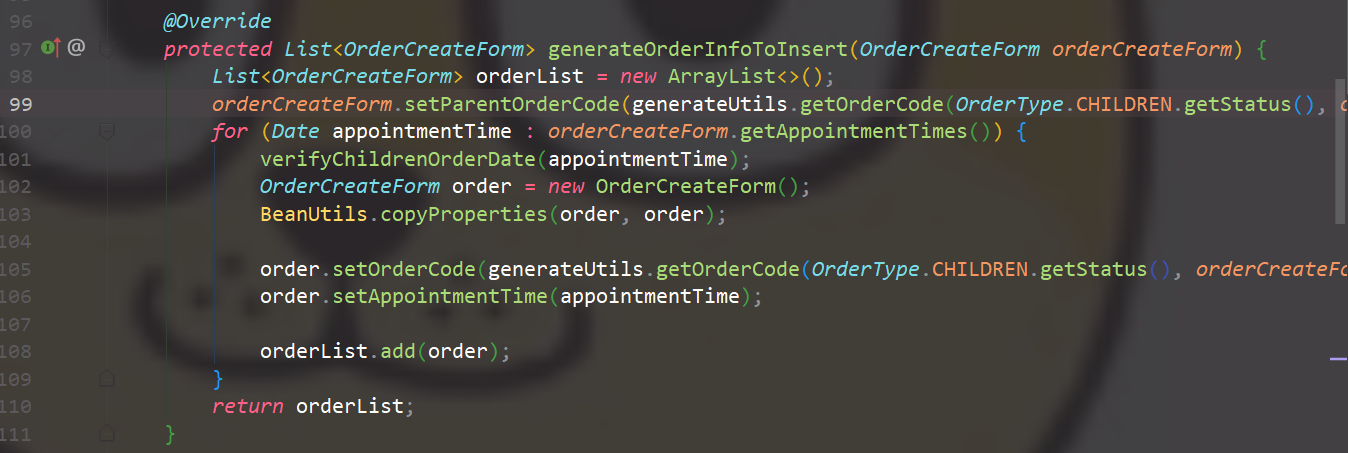 96 @Override
97 @ protected List<OrderCreateForm> generateOrderInfoToInsert(OrderCreateForm orderCreateForm) {
98 List<OrderCreateForm> orderList = new ArrayList<>();
99 orderCreateForm.setParentOrderCode(generateUtils.getOrderCode(OrderType.CHILDREN.getStatus(),
100 for (Date appointmentTime : orderCreateForm.getAppointmentTimes()) {
101 verifyChildrenOrderDate(appointmentTime);
102 OrderCreateForm order = new OrderCreateForm();
103 BeanUtils.copyProperties(order, order);
104
105 order.setOrderCode(generateUtils.getOrderCode(OrderType.CHILDREN.getStatus(), orderCreateFo
106 order.setAppointmentTime(appointmentTime);
107
108 orderList.add(order);
109 }
110 return orderList;
111 }